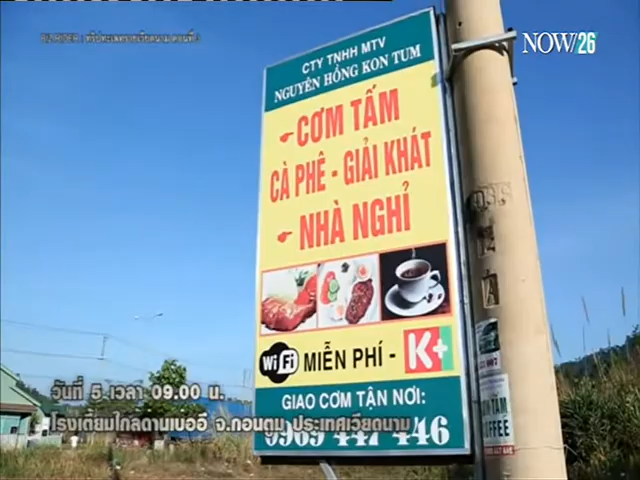 NOW26
CTY TNHH MTV
NGUYÊN HỒNG KON TUM
CƠM TẤM
CÀ PHÊ - GIẢI KHÁT
NHÀ NGHỈ
WiFi MIỄN PHÍ - K+
GIAO CƠM TẬN NƠI:
0969 447 446
วันที่ 5 เวลา 09.00 น.
โรงเตี้ยมไกลดานเบออี จ.กอนตูม ประเทศเวียดนาม
COFFEE